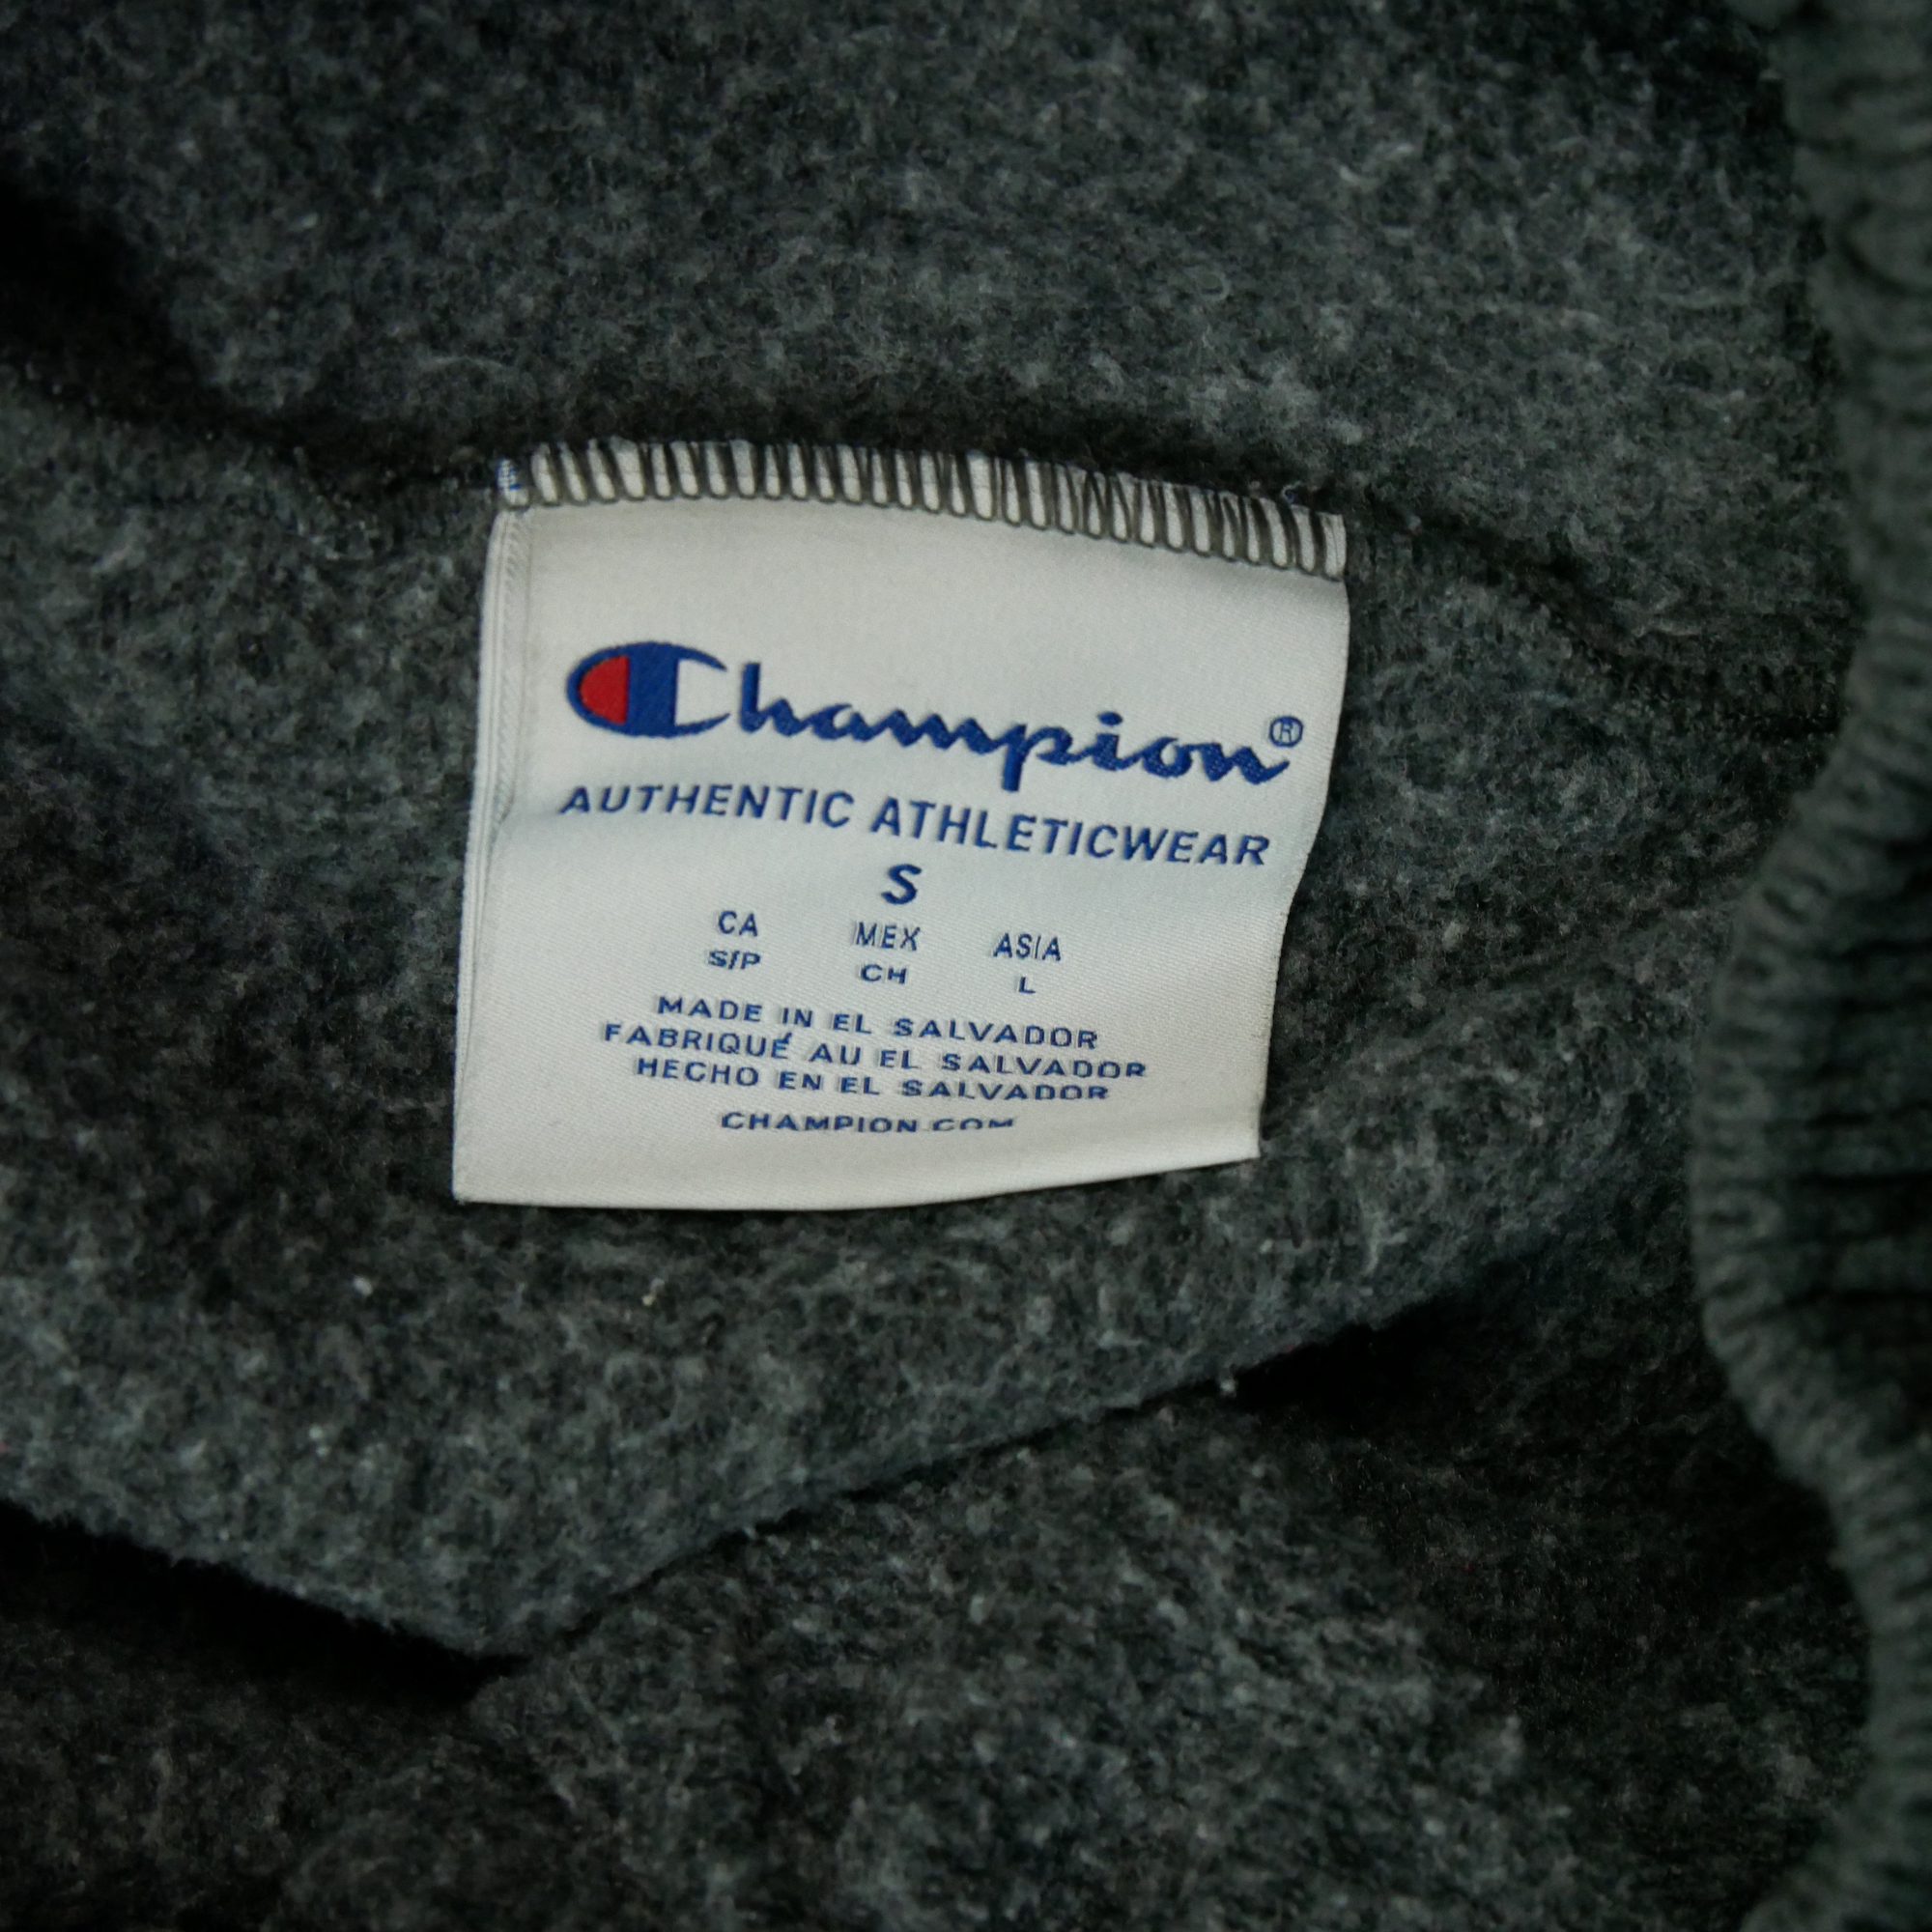 Champion®
AUTHENTIC ATHLETICWEAR
S
CA MEX ASIA
S/P CH L
MADE IN EL SALVADOR
FABRIQUÉ AU EL SALVADOR
HECHO EN EL SALVADOR
CHAMPION.COM